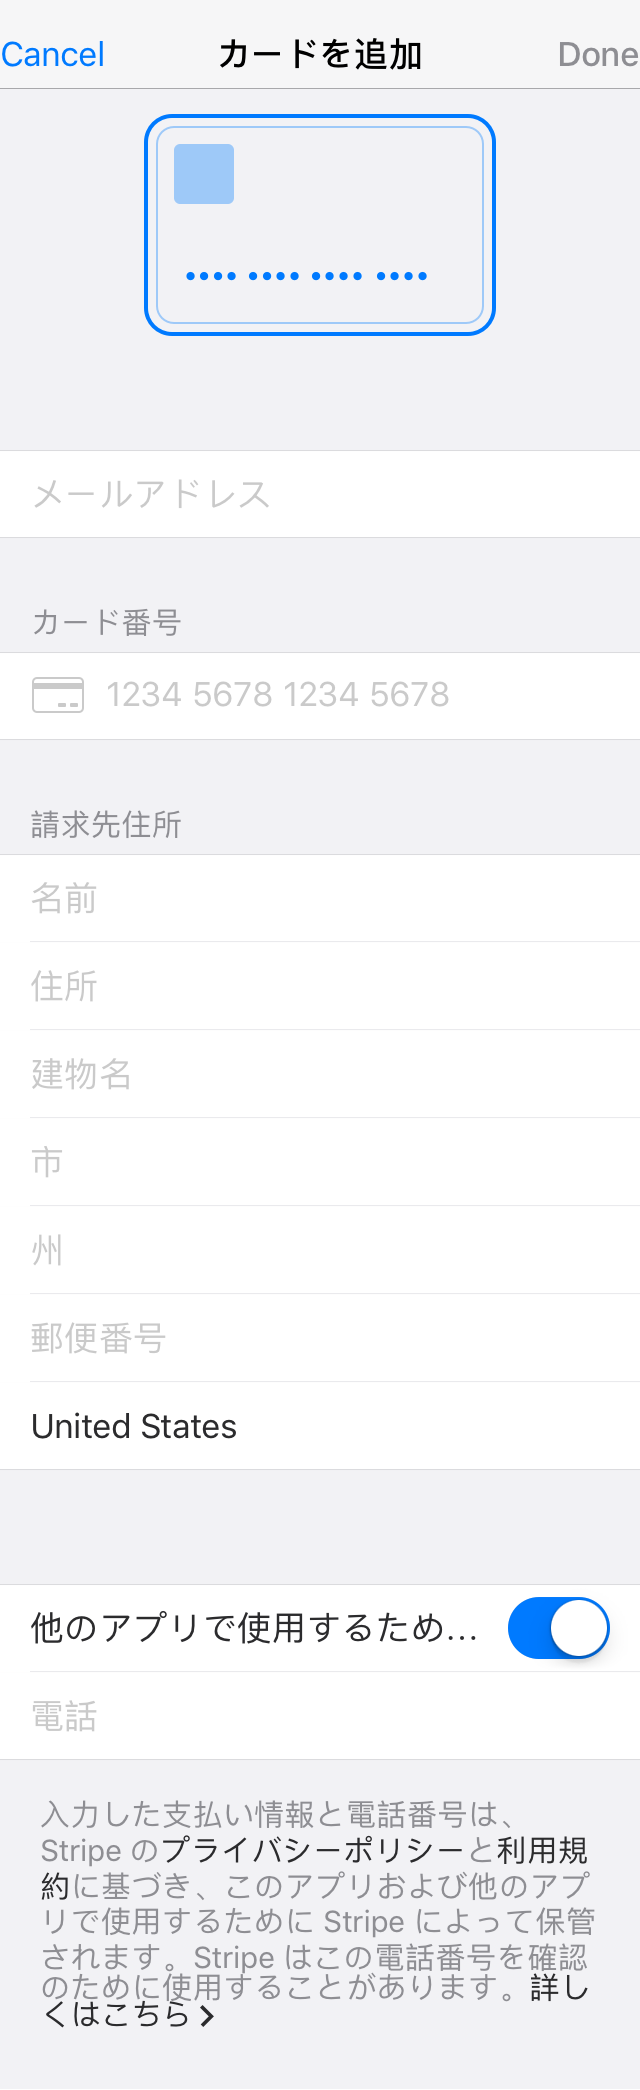 Cancel カードを追加 Done
•••• •••• •••• ••••
メールアドレス
カード番号
1234 5678 1234 5678
請求先住所
名前
住所
建物名
市
州
郵便番号
United States
他のアプリで使用するため...
電話
入力した支払い情報と電話番号は、
Stripe のプライバシーポリシーと利用規
約に基づき、このアプリおよび他のアプ
リで使用するために Stripe によって保管
されます。Stripe はこの電話番号を確認
のために使用することがあります。詳し
くはこちら